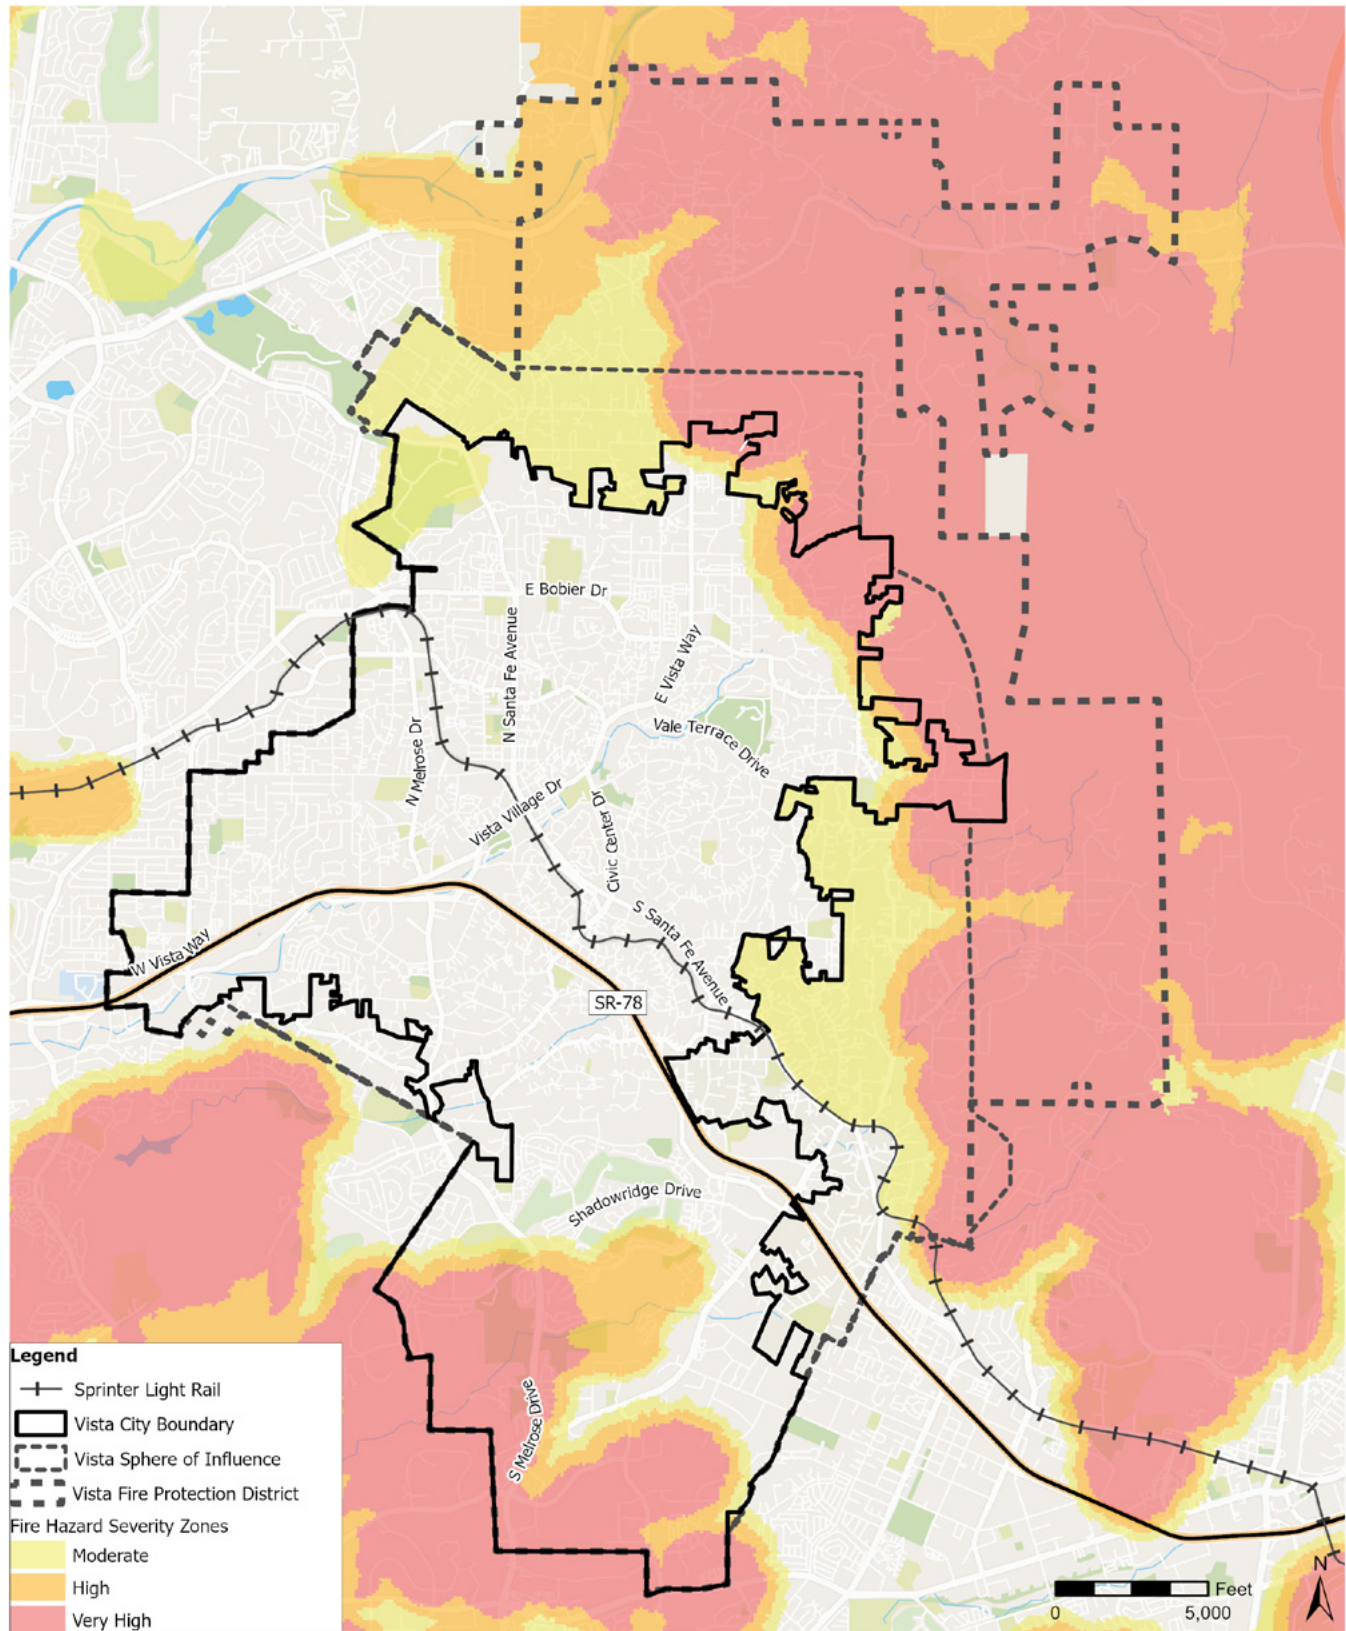 E Bobier Dr
N Santa Fe Avenue
E Vista Way
Vale Terrace Drive
N Melrose Dr
Vista Village Dr
Civic Center Dr
S Santa Fe Avenue
W Vista Way
SR-78
Shadowridge Drive
S Melrose Drive
Legend
Sprinter Light Rail
Vista City Boundary
Vista Sphere of Influence
Vista Fire Protection District
Fire Hazard Severity Zones
Moderate
High
Very High
N
Feet
0 5,000